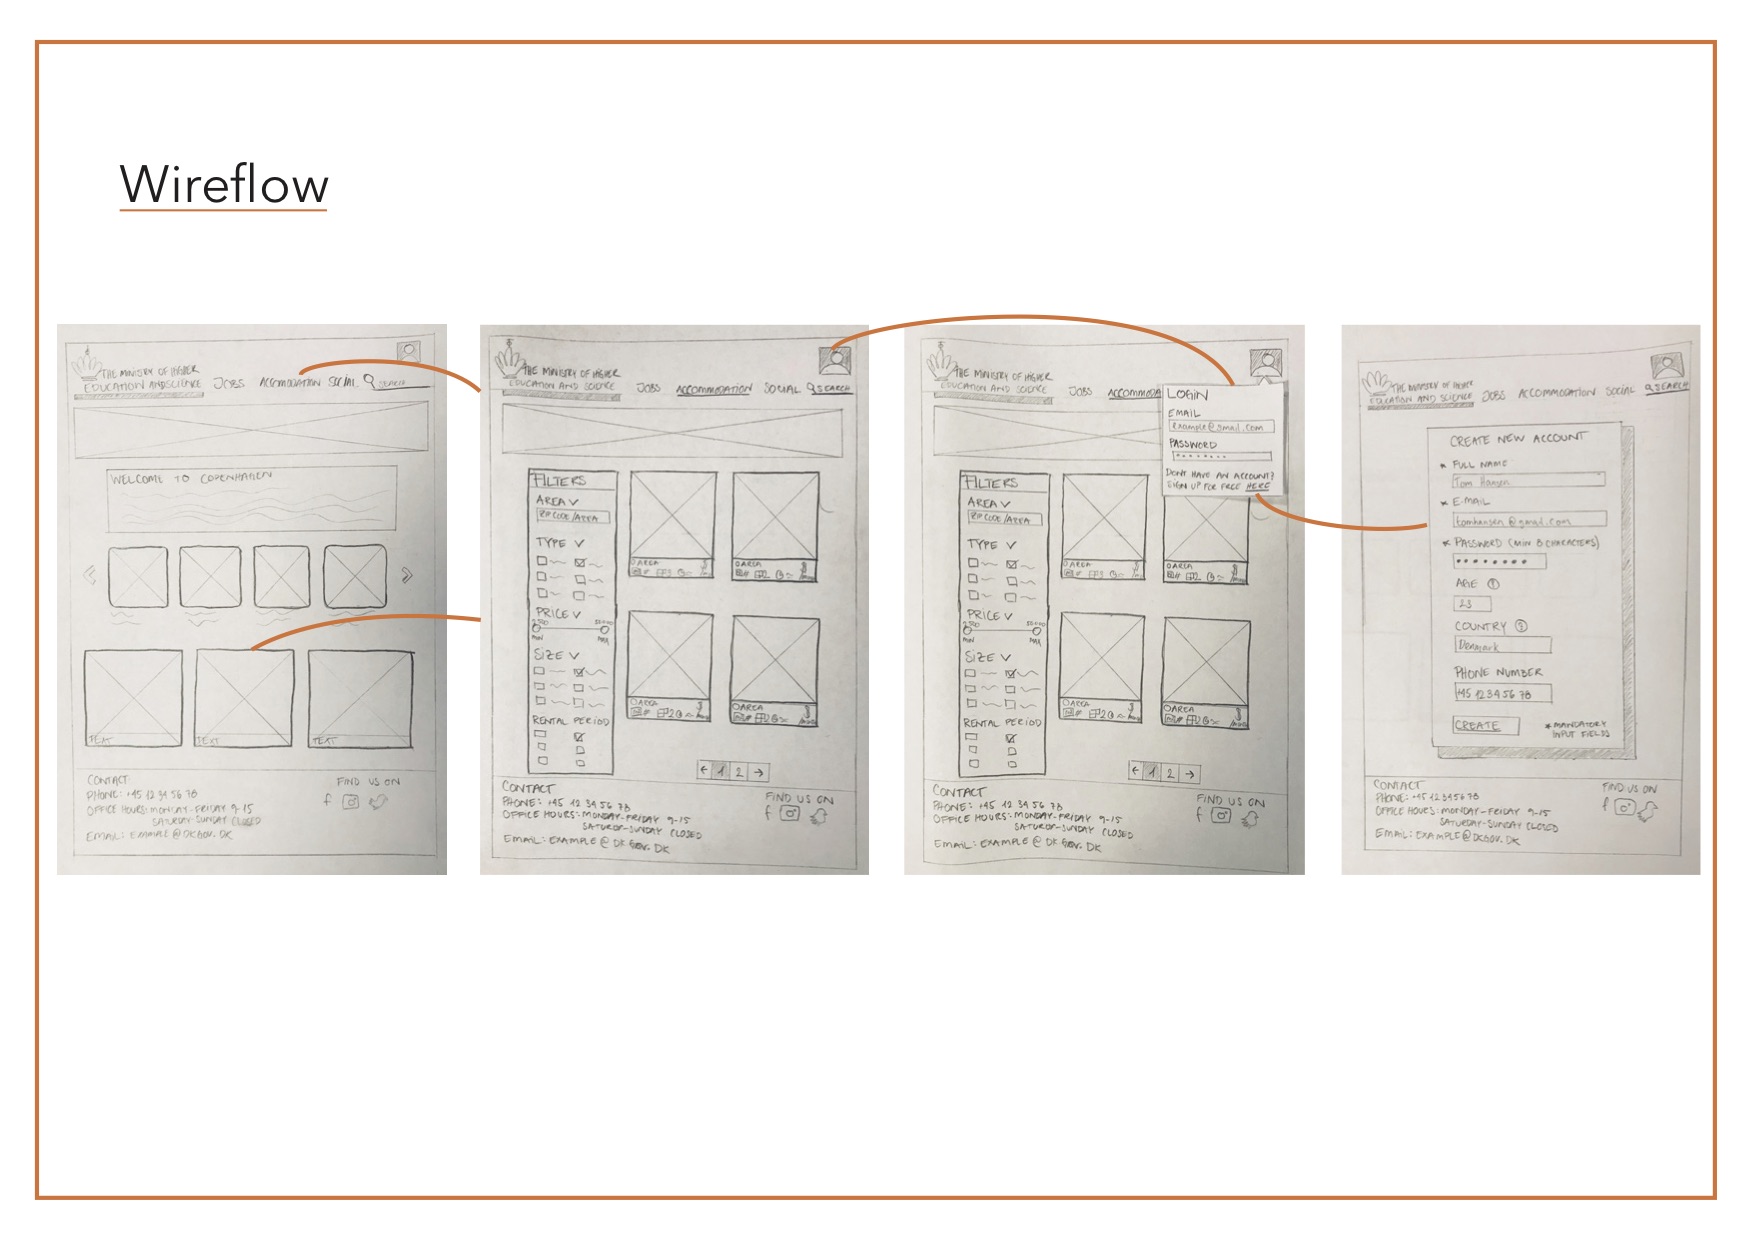 Wireflow
THE MINISTRY OF HIGHER
EDUCATION AND SCIENCE JOBS ACCOMODATION SOCIAL SEARCH
WELCOME TO COPENHAGEN
TEXT TEXT TEXT
CONTACT
PHONE: +45 12 34 56 78
OFFICE HOURS: MONDAY-FRIDAY 9-15
SATURDAY-SUNDAY CLOSED
EMAIL: EXAMPLE@DKGOV.DK
FIND US ON
f
THE MINISTRY OF HIGHER
EDUCATION AND SCIENCE JOBS ACCOMMODATION SOCIAL SEARCH
FILTERS
AREA
ZIP CODE/AREA
TYPE
PRICE
MIN MAX
SIZE
RENTAL PERIOD
AREA
AREA
AREA
AREA
← 1 2 →
CONTACT
PHONE: +45 12 34 56 78
OFFICE HOURS: MONDAY-FRIDAY 9-15
SATURDAY-SUNDAY CLOSED
EMAIL: EXAMPLE@DKGOV.DK
FIND US ON
f
THE MINISTRY OF HIGHER
EDUCATION AND SCIENCE JOBS ACCOMMODA
LOGIN
EMAIL
example@gmail.com
PASSWORD
DONT HAVE AN ACCOUNT?
SIGN UP FOR FREE HERE
FILTERS
AREA
ZIP CODE/AREA
TYPE
PRICE
MIN MAX
SIZE
RENTAL PERIOD
AREA
AREA
AREA
AREA
← 1 2 →
CONTACT
PHONE: +45 12 34 56 78
OFFICE HOURS: MONDAY-FRIDAY 9-15
SATURDAY-SUNDAY CLOSED
EMAIL: EXAMPLE@DKGOV.DK
FIND US ON
f
THE MINISTRY OF HIGHER
EDUCATION AND SCIENCE JOBS ACCOMMODATION SOCIAL SEARCH
CREATE NEW ACCOUNT
* FULL NAME
Tom Hansen
* E-MAIL
tomhansen@gmail.com
* PASSWORD (MIN 8 CHARACTERS)
AGE
23
COUNTRY
Denmark
PHONE NUMBER
+45 12 34 56 78
CREATE
* MANDATORY
INPUT FIELDS
CONTACT
PHONE: +45 12 34 56 78
OFFICE HOURS: MONDAY-FRIDAY 9-15
SATURDAY-SUNDAY CLOSED
EMAIL: EXAMPLE@DKGOV.DK
FIND US ON
f